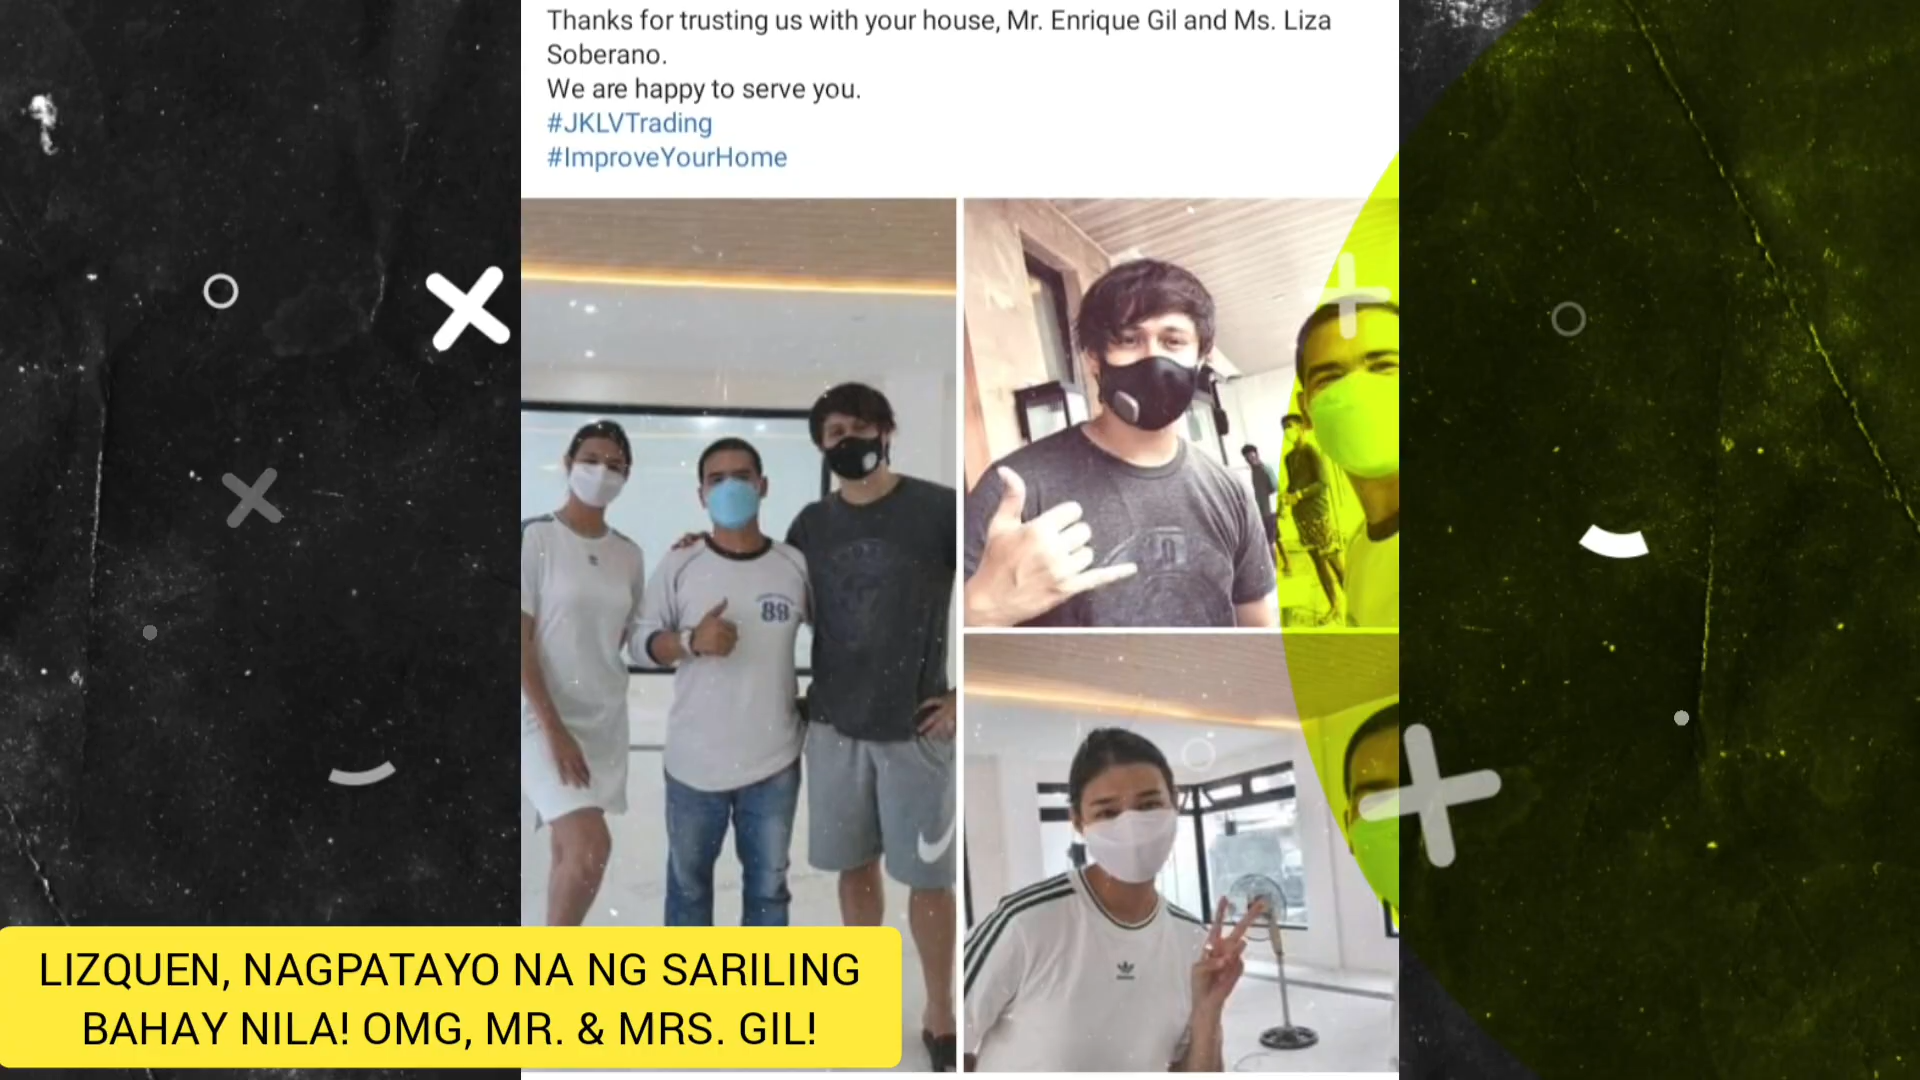 Thanks for trusting us with your house, Mr. Enrique Gil and Ms. Liza
Soberano.
We are happy to serve you.
#JKLVTrading
#ImproveYourHome
88
LIZQUEN, NAGPATAYO NA NG SARILING
BAHAY NILA! OMG, MR. & MRS. GIL!